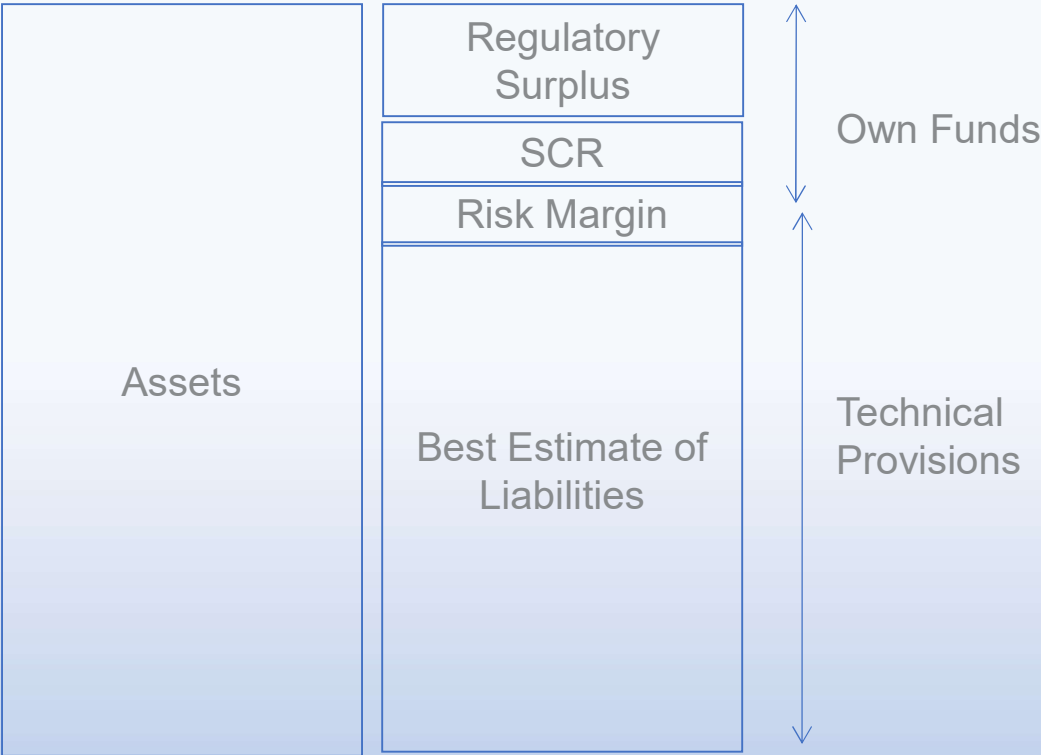 Regulatory
Surplus
Own Funds
SCR
Risk Margin
Assets
Technical
Provisions
Best Estimate of
Liabilities